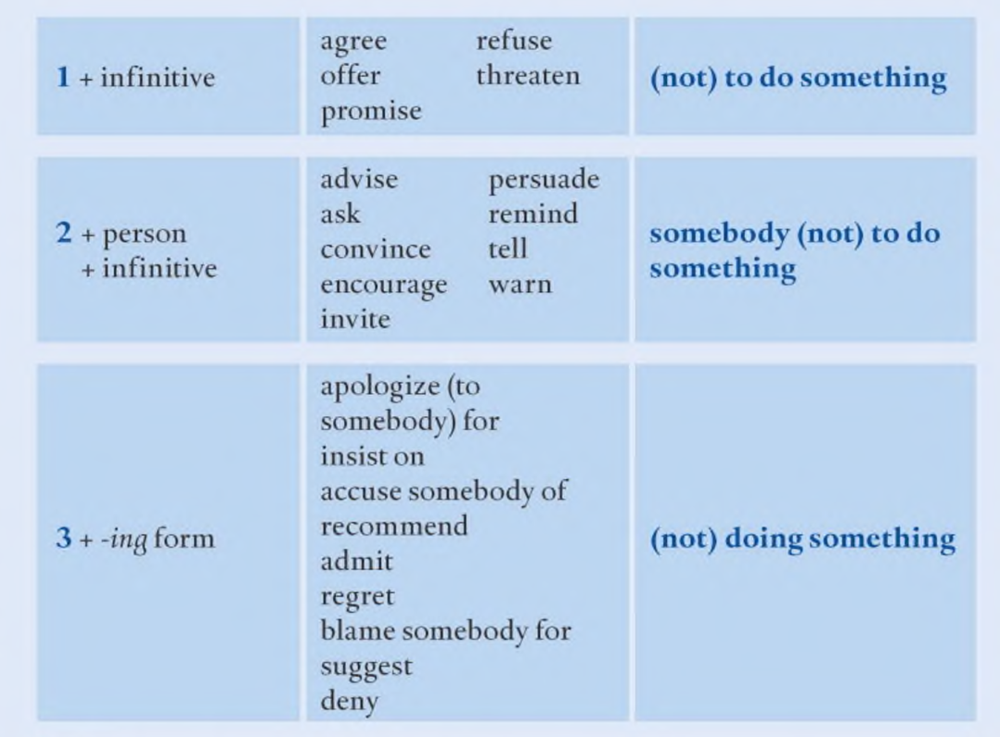 1 + infinitive
agree refuse
offer threaten
promise
(not) to do something
2 + person
+ infinitive
advise persuade
ask remind
convince tell
encourage warn
invite
somebody (not) to do
something
3 + -ing form
apologize (to
somebody) for
insist on
accuse somebody of
recommend
admit
regret
blame somebody for
suggest
deny
(not) doing something